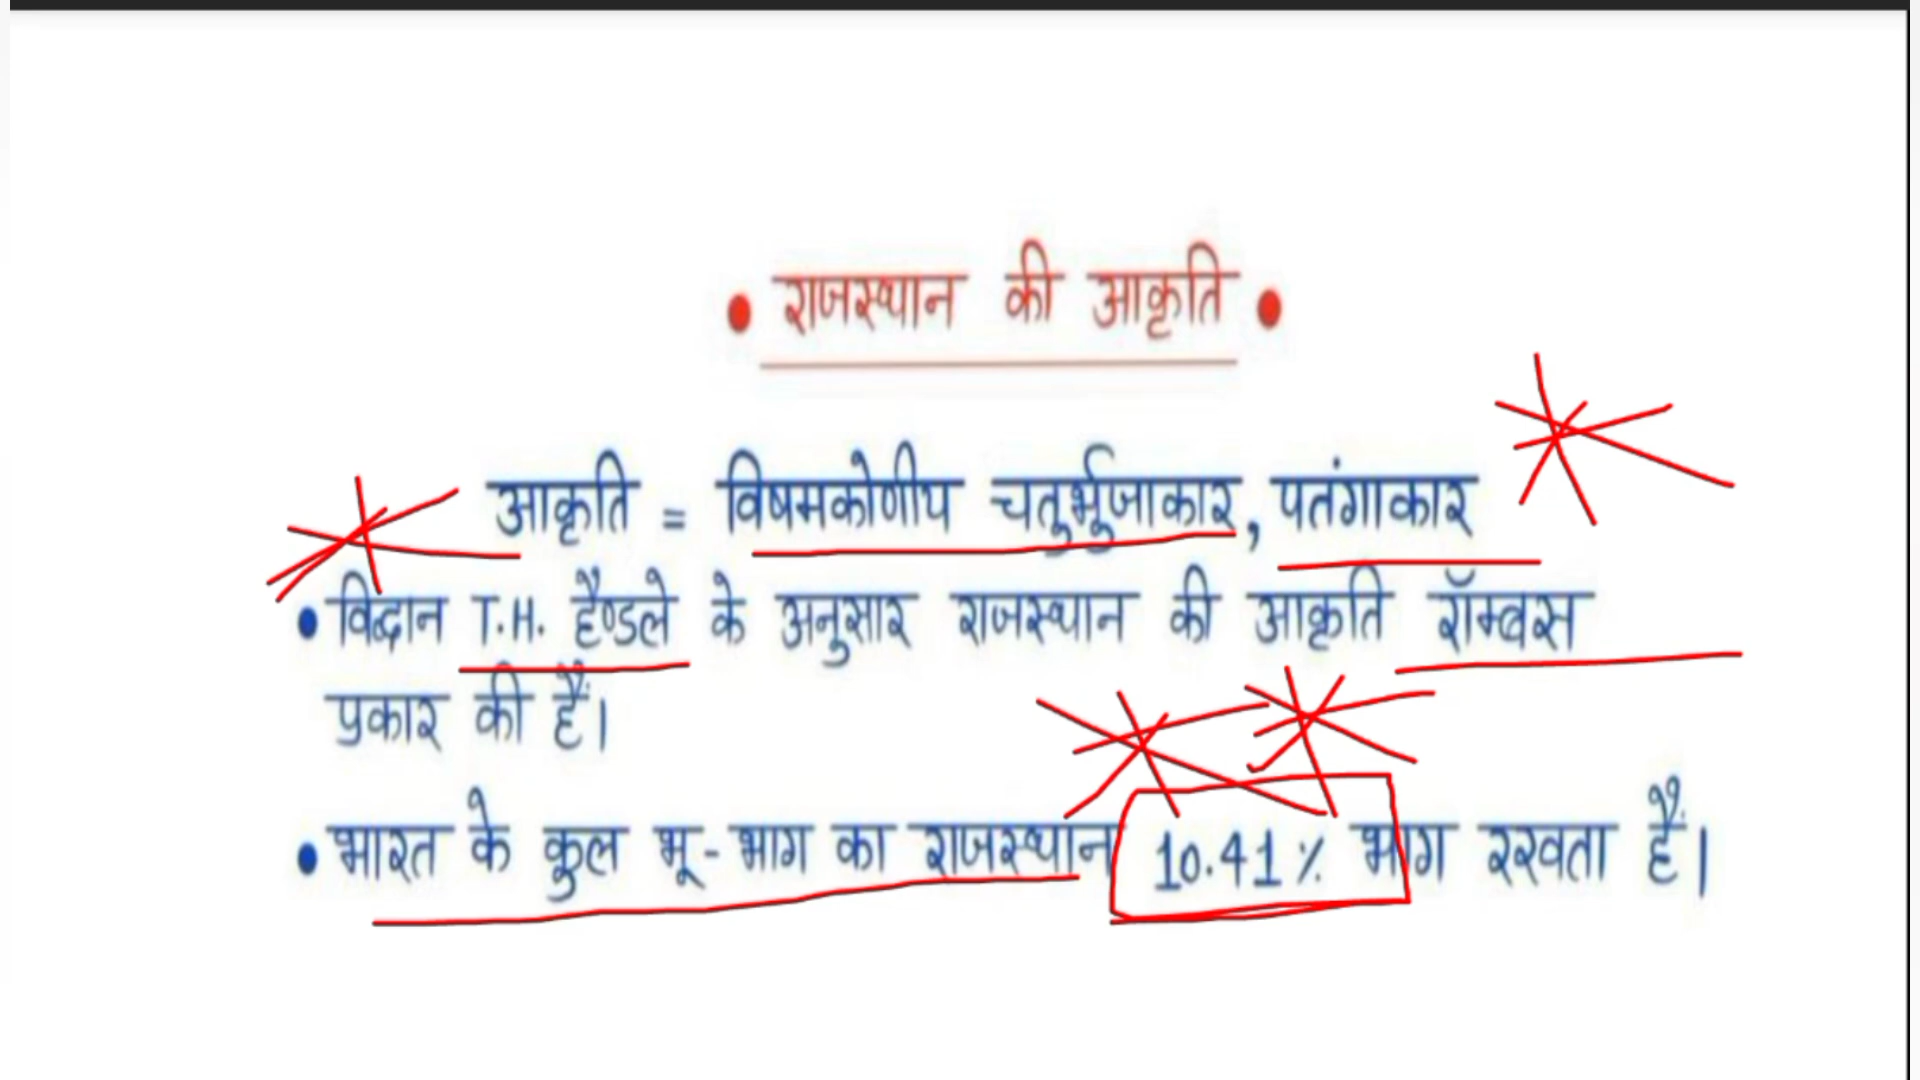 • राजस्थान की आकृति •
आकृति = विषमकोणीय चतुर्भुजाकार, पतंगाकार
• विद्वान T.H. हैण्डले के अनुसार राजस्थान की आकृति रॉम्बस
प्रकार की हैं।
• भारत के कुल भू-भाग का राजस्थान 10.41% भाग रखता हैं।